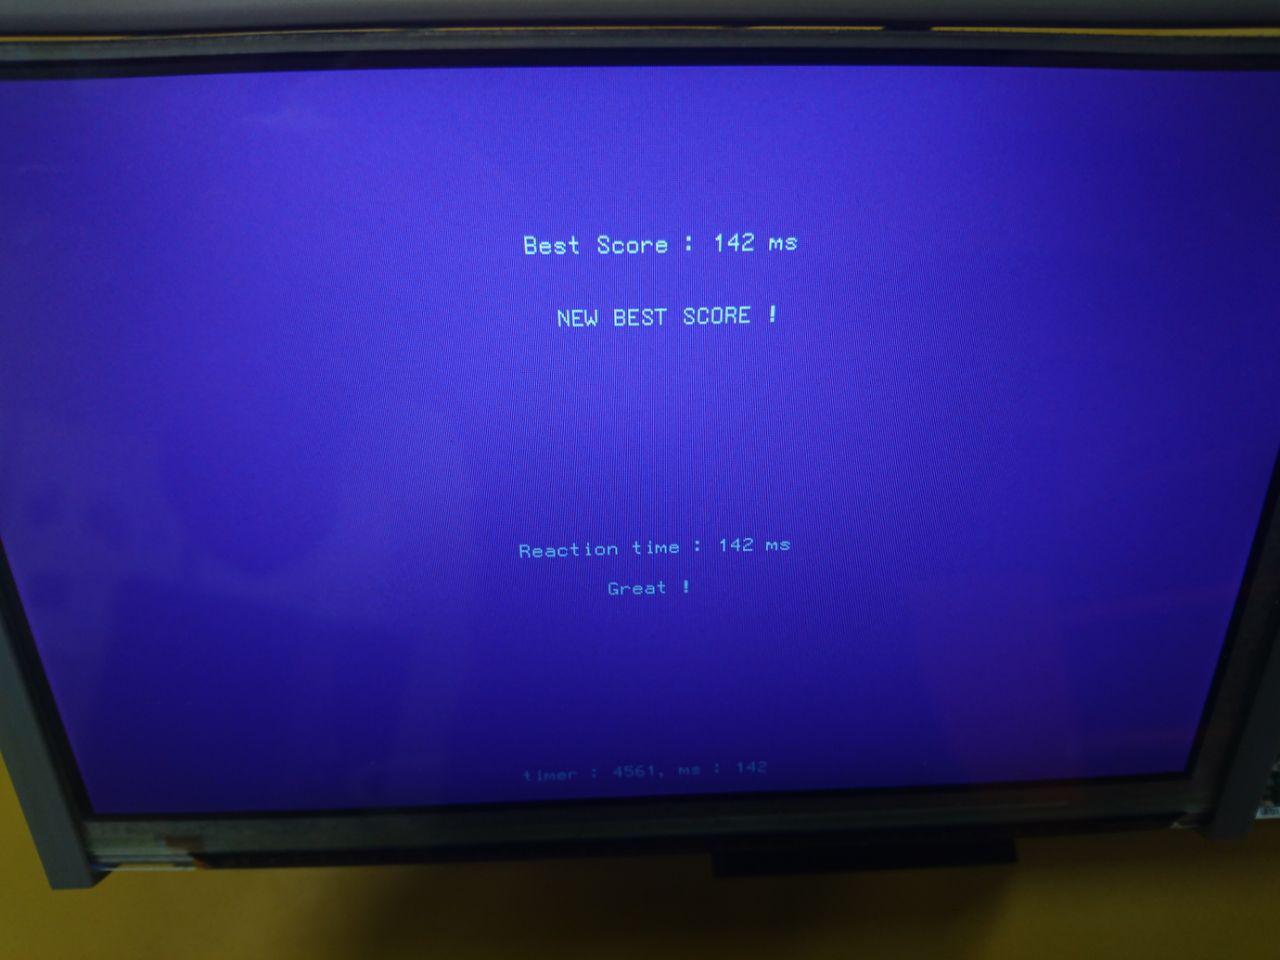 Best Score : 142 ms
NEW BEST SCORE !
Reaction time : 142 ms
Great !
timer : 4561, ms : 142